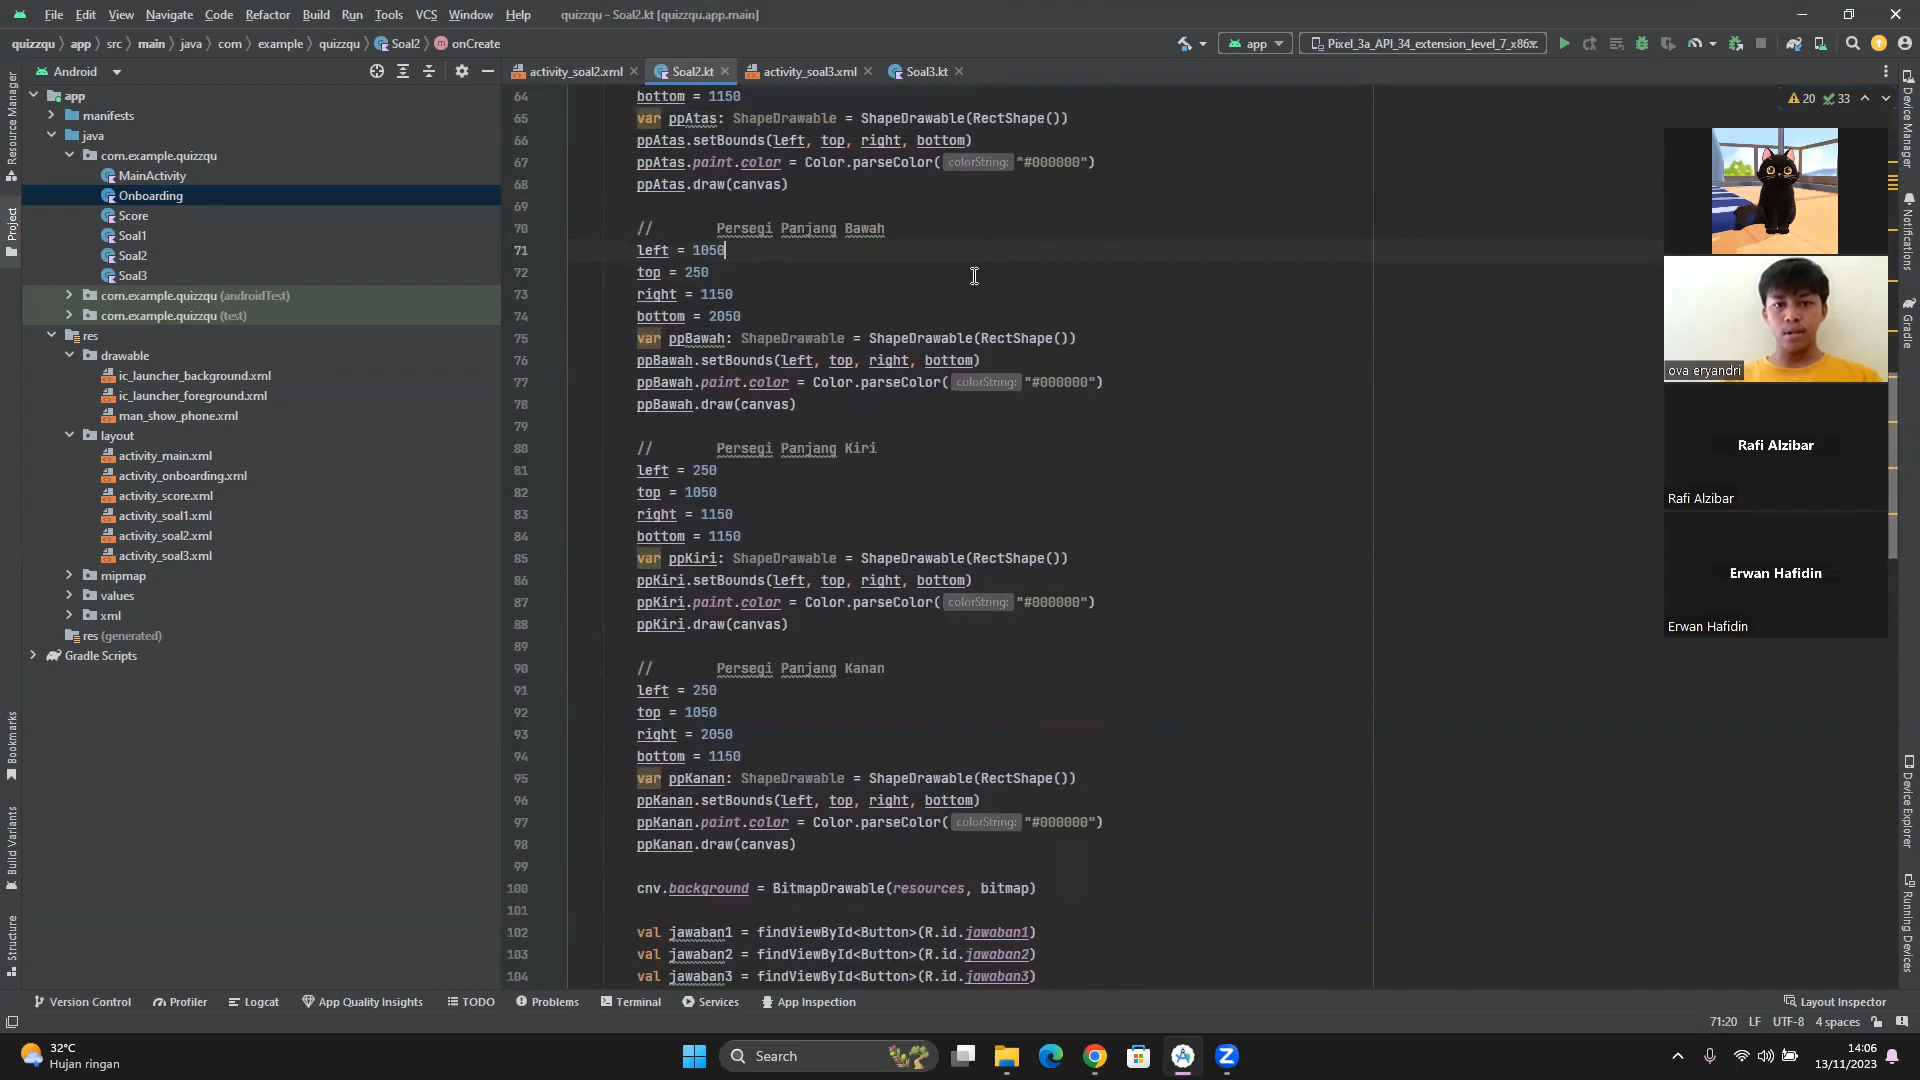 File Edit View Navigate Code Refactor Build Run Tools VCS Window Help quizzqu – Soal2.kt [quizzqu.app.main]
quizzqu app src main java com example quizzqu Soal2 onCreate app Pixel_3a_API_34_extension_level_7_x86
Android
activity_soal2.xml Soal2.kt activity_soal3.xml Soal3.kt
20 33
Resource Manager
Project
Bookmarks
Build Variants
Structure
app
manifests
java
com.example.quizzqu
MainActivity
Onboarding
Score
Soal1
Soal2
Soal3
com.example.quizzqu (androidTest)
com.example.quizzqu (test)
res
drawable
ic_launcher_background.xml
ic_launcher_foreground.xml
man_show_phone.xml
layout
activity_main.xml
activity_onboarding.xml
activity_score.xml
activity_soal1.xml
activity_soal2.xml
activity_soal3.xml
mipmap
values
xml
res (generated)
Gradle Scripts
64 bottom = 1150
65 var ppAtas: ShapeDrawable = ShapeDrawable(RectShape())
66 ppAtas.setBounds(left, top, right, bottom)
67 ppAtas.paint.color = Color.parseColor( colorString: "#000000")
68 ppAtas.draw(canvas)
69
70 // Persegi Panjang Bawah
71 left = 1050
72 top = 250
73 right = 1150
74 bottom = 2050
75 var ppBawah: ShapeDrawable = ShapeDrawable(RectShape())
76 ppBawah.setBounds(left, top, right, bottom)
77 ppBawah.paint.color = Color.parseColor( colorString: "#000000")
78 ppBawah.draw(canvas)
79
80 // Persegi Panjang Kiri
81 left = 250
82 top = 1050
83 right = 1150
84 bottom = 1150
85 var ppKiri: ShapeDrawable = ShapeDrawable(RectShape())
86 ppKiri.setBounds(left, top, right, bottom)
87 ppKiri.paint.color = Color.parseColor( colorString: "#000000")
88 ppKiri.draw(canvas)
89
90 // Persegi Panjang Kanan
91 left = 250
92 top = 1050
93 right = 2050
94 bottom = 1150
95 var ppKanan: ShapeDrawable = ShapeDrawable(RectShape())
96 ppKanan.setBounds(left, top, right, bottom)
97 ppKanan.paint.color = Color.parseColor( colorString: "#000000")
98 ppKanan.draw(canvas)
99
100 cnv.background = BitmapDrawable(resources, bitmap)
101
102 val jawaban1 = findViewById<Button>(R.id.jawaban1)
103 val jawaban2 = findViewById<Button>(R.id.jawaban2)
104 val jawaban3 = findViewById<Button>(R.id.jawaban3)
ova eryandri
Rafi Alzibar
Rafi Alzibar
Erwan Hafidin
Erwan Hafidin
Device Manager
Notifications
Gradle
Device Explorer
Running Devices
Version Control Profiler Logcat App Quality Insights TODO Problems Terminal Services App Inspection Layout Inspector
71:20 LF UTF-8 4 spaces
32°C
Hujan ringan
Search
14:06
13/11/2023